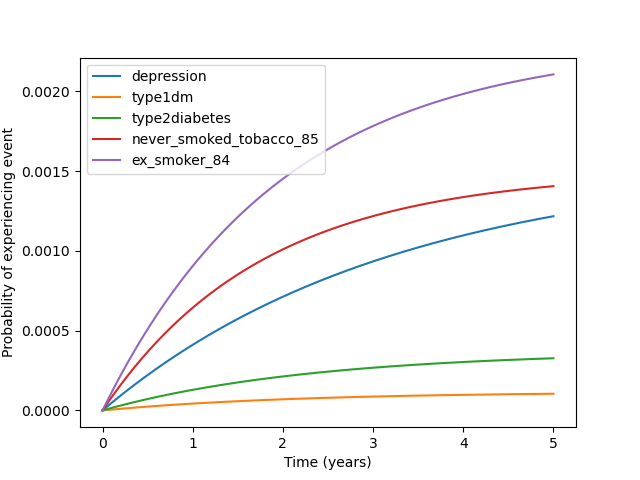 depression
type1dm
type2diabetes
never_smoked_tobacco_85
ex_smoker_84
Probability of experiencing event
0.0020
0.0015
0.0010
0.0005
0.0000
0
1
2
3
4
5
Time (years)